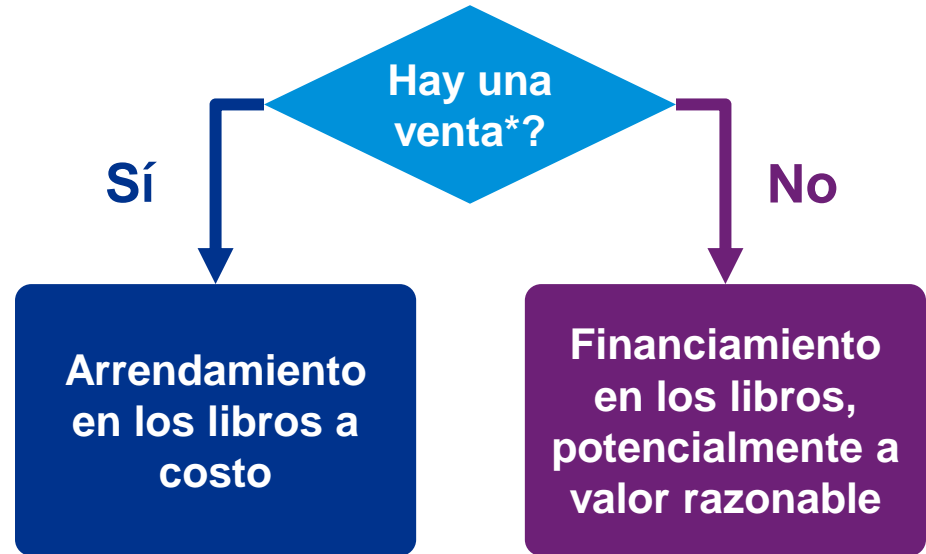 Hay una
venta*?
Sí
No
Arrendamiento
en los libros a
costo
Financiamiento
en los libros,
potencialmente a
valor razonable